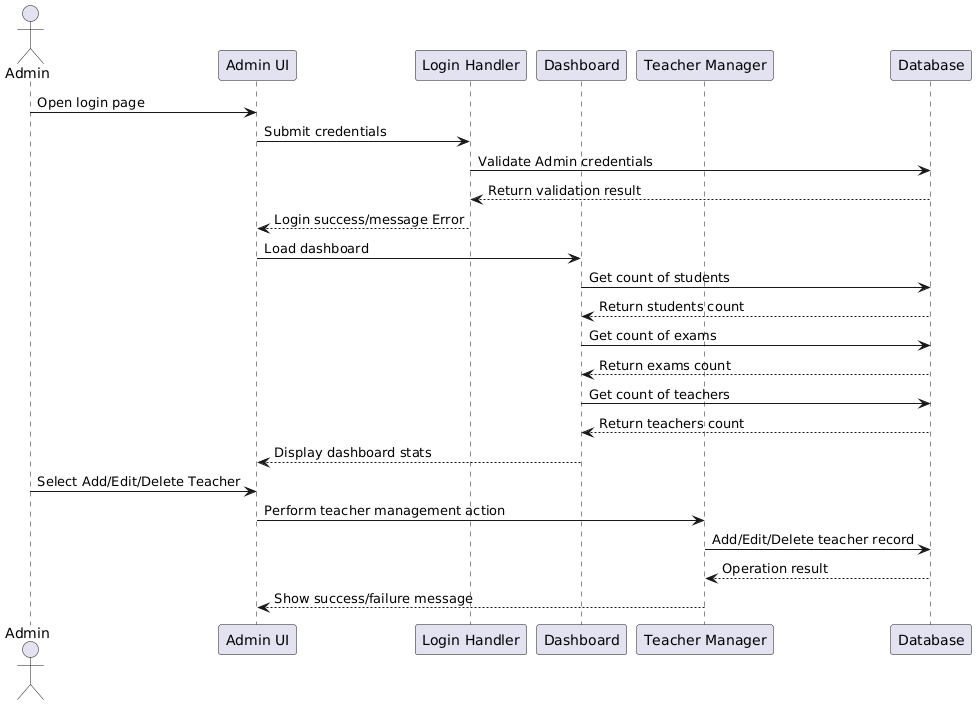 Admin
Admin UI
Login Handler
Dashboard
Teacher Manager
Database
Open login page
Submit credentials
Validate Admin credentials
Return validation result
Login success/message Error
Load dashboard
Get count of students
Return students count
Get count of exams
Return exams count
Get count of teachers
Return teachers count
Display dashboard stats
Select Add/Edit/Delete Teacher
Perform teacher management action
Add/Edit/Delete teacher record
Operation result
Show success/failure message
Admin
Admin UI
Login Handler
Dashboard
Teacher Manager
Database